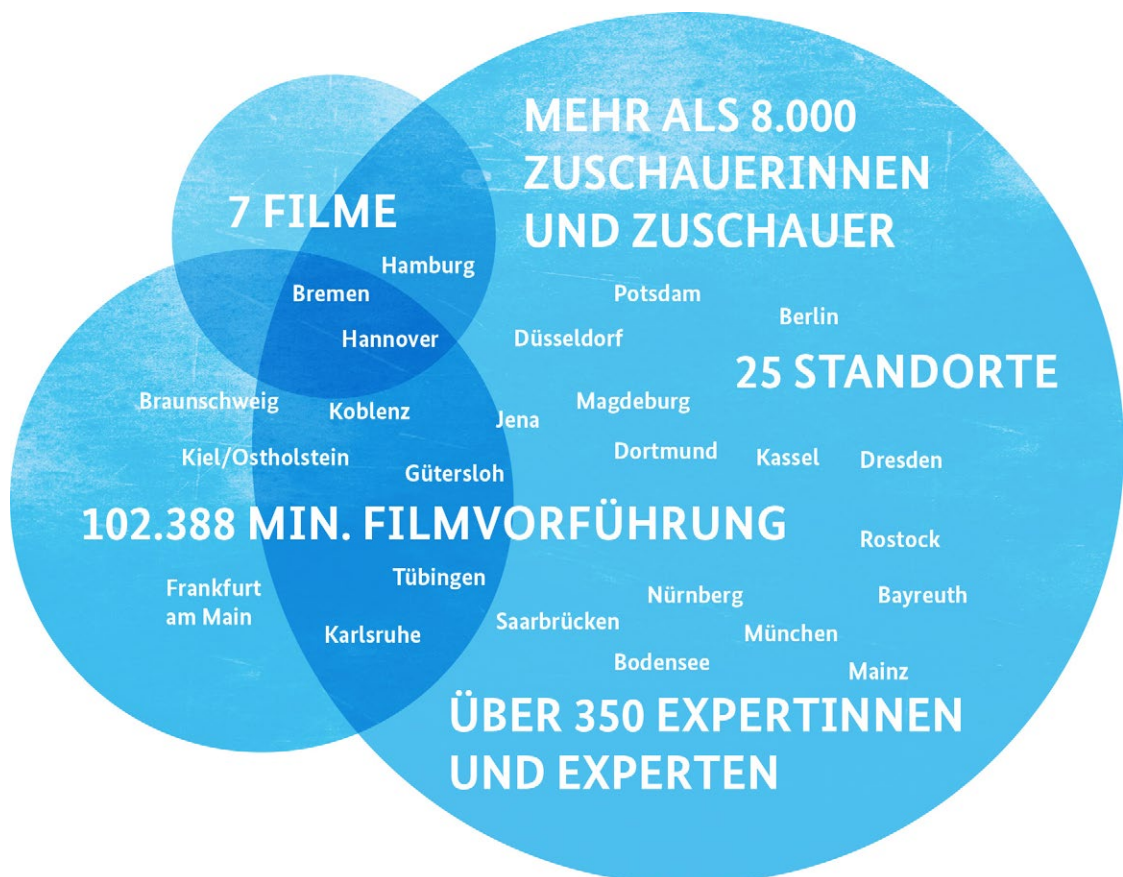 MEHR ALS 8.000
ZUSCHAUERINNEN
UND ZUSCHAUER
7 FILME
Hamburg
Bremen
Potsdam
Berlin
Hannover
Düsseldorf
25 STANDORTE
Braunschweig
Koblenz
Jena
Magdeburg
Kiel/Ostholstein
Gütersloh
Dortmund
Kassel
Dresden
102.388 MIN. FILMVORFÜHRUNG
Rostock
Frankfurt
am Main
Tübingen
Nürnberg
Bayreuth
Karlsruhe
Saarbrücken
München
Bodensee
Mainz
ÜBER 350 EXPERTINNEN
UND EXPERTEN